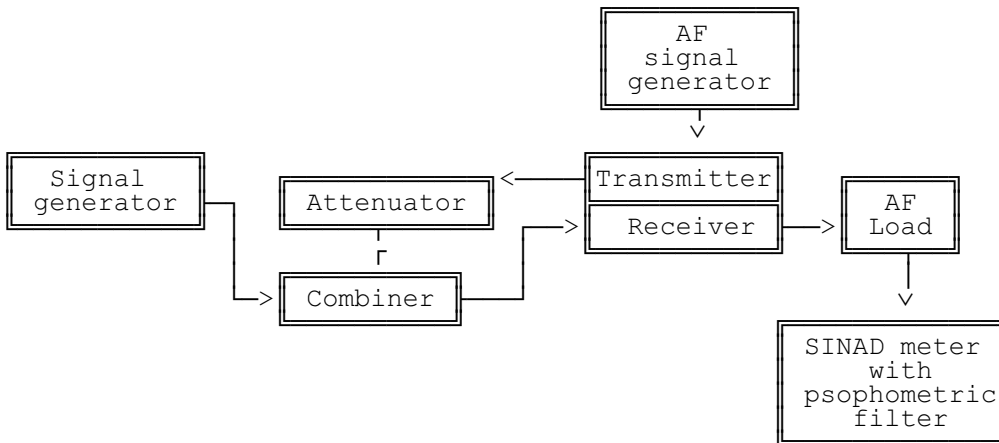 AF
signal
generator
Signal
generator
Attenuator
Transmitter
Receiver
AF
Load
Combiner
SINAD meter
with
psophometric
filter